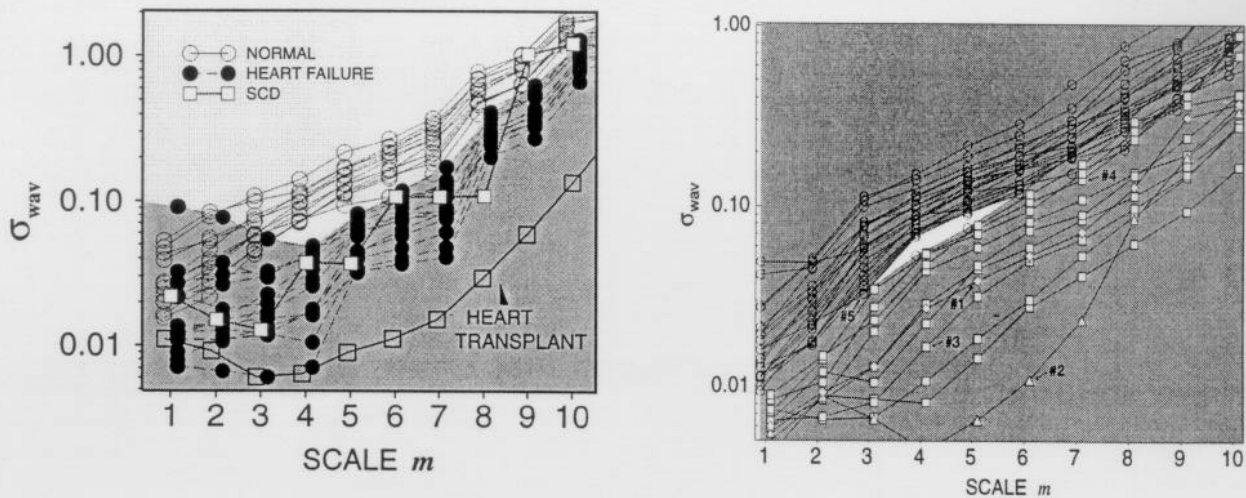 1.00
0.10
0.01
σwav
NORMAL
HEART FAILURE
SCD
HEART
TRANSPLANT
1 2 3 4 5 6 7 8 9 10
SCALE m
1.00
0.10
0.01
σwav
#4
#1
#5
#3
#2
1 2 3 4 5 6 7 8 9 10
SCALE m